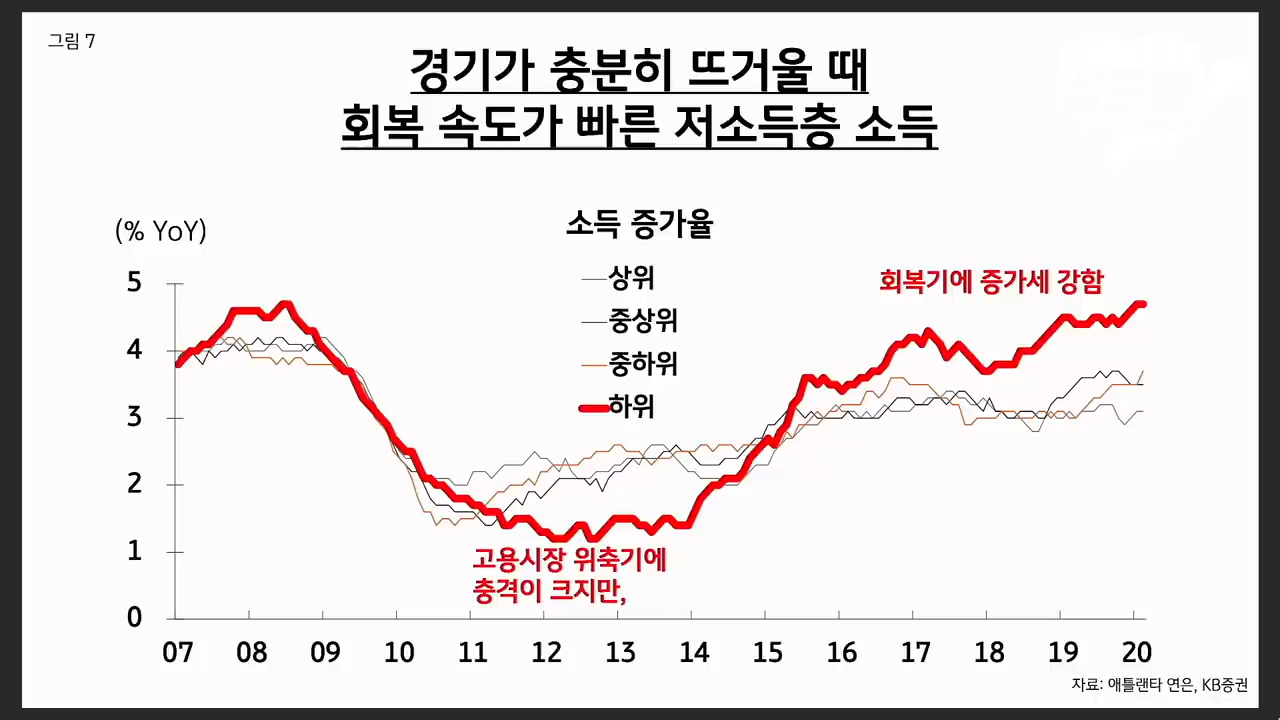 그림 7
경기가 충분히 뜨거울 때
회복 속도가 빠른 저소득층 소득
(% YoY)
소득 증가율
상위
중상위
중하위
하위
회복기에 증가세 강함
고용시장 위축기에
충격이 크지만,
5
4
3
2
1
0
07 08 09 10 11 12 13 14 15 16 17 18 19 20
자료: 애틀랜타 연은, KB증권